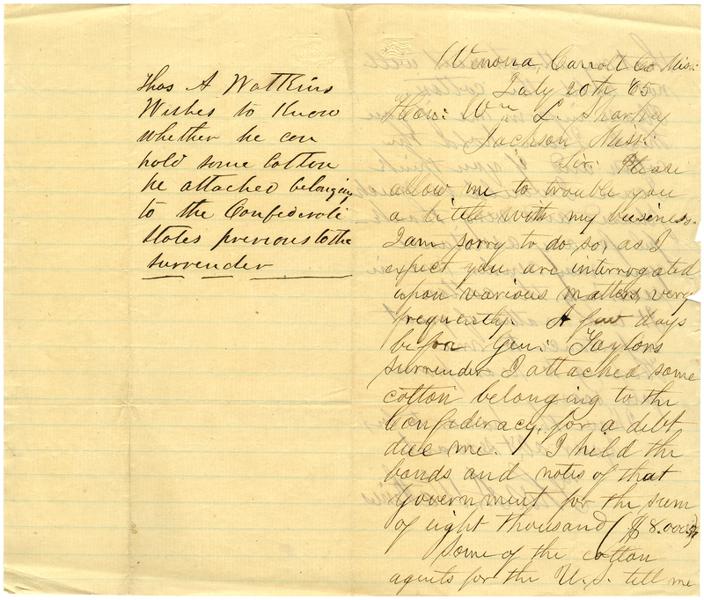 Thos A Watkins
Wishes to Know
whether he can
hold some Cotton
he attached belonging
to the Confederate
States previous to the
surrender
Winona, Carroll Co Miss:
July 20th '65
Hon: Wm L. Sharkey
Jackson Miss:
Sir: Please
allow me to trouble you
a little with my business.
I am sorry to do so, as I
expect you are interrogated
upon various matters very
frequently. A few days
before Gen: Taylors
surrender I attached some
cotton belonging to the
Confederacy, for a debt
due me. I held the
bonds and notes of that
government for the sum
of eight thousand ($8.000)
Some of the cotton
agents for the U.S. tell me